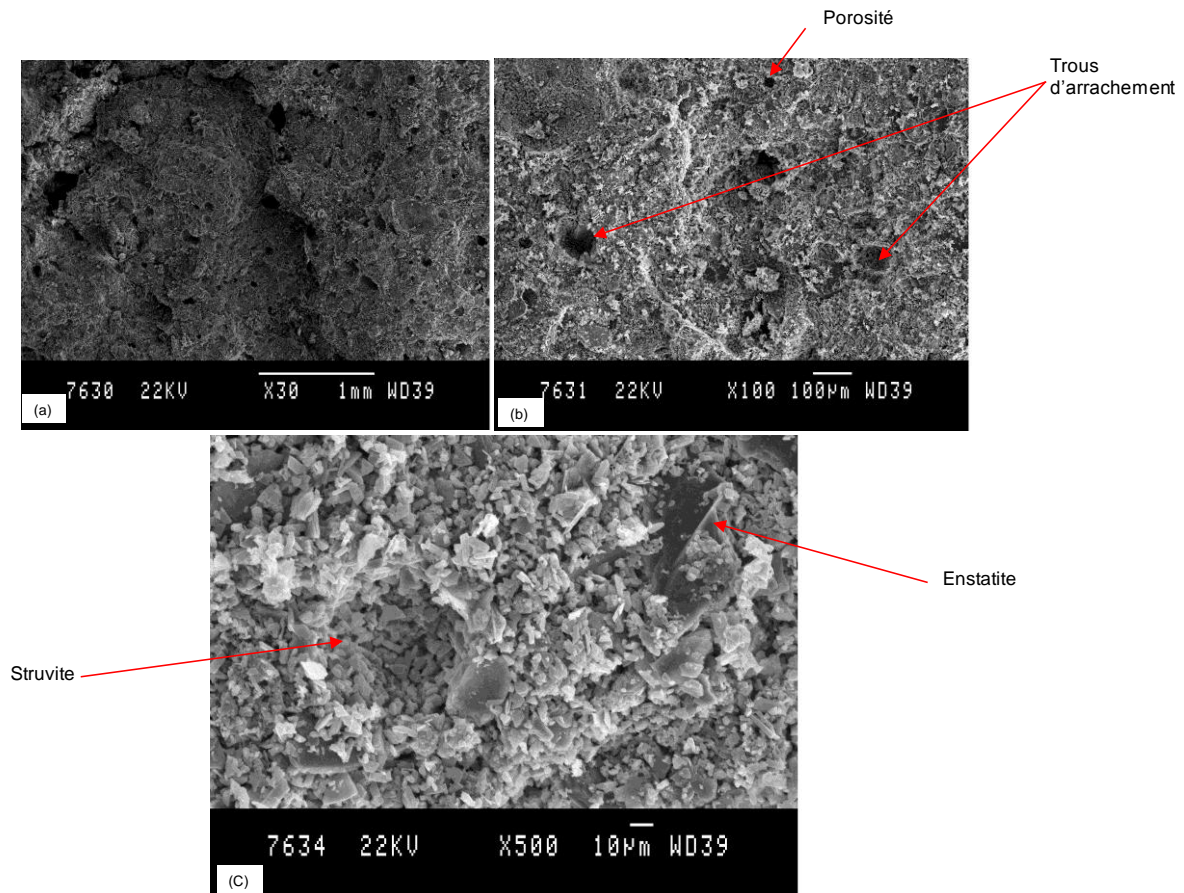 Porosité
Trous
d'arrachement
7630 22KV X30 1mm WD39
(a)
7631 22KV X100 100µm WD39
(b)
Enstatite
Struvite
7634 22KV X500 10µm WD39
(C)